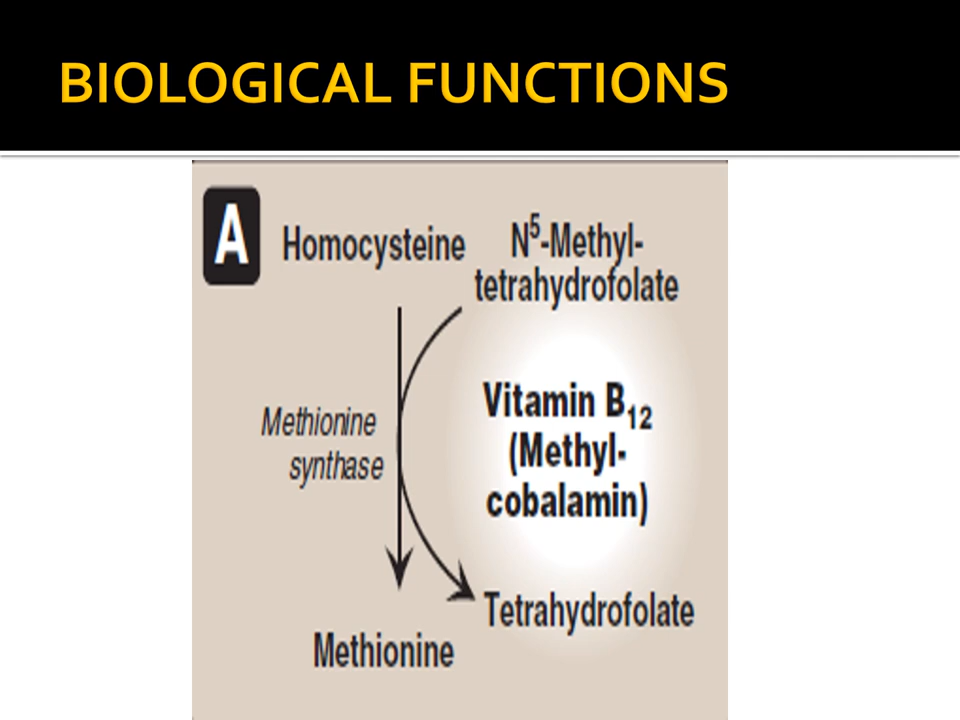 BIOLOGICAL FUNCTIONS
A
Homocysteine
N⁵-Methyl-
tetrahydrofolate
Methionine
synthase
Vitamin B₁₂
(Methyl-
cobalamin)
Tetrahydrofolate
Methionine